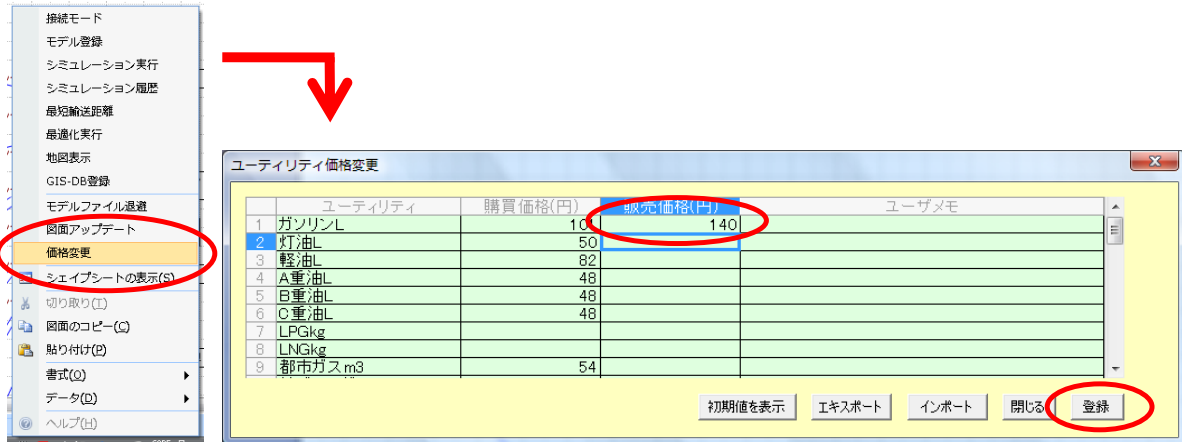 接続モード
モデル登録
シミュレーション実行
シミュレーション履歴
最短輸送距離
最適化実行
地図表示
GIS-DB登録
モデルファイル退避
図面アップデート
価格変更
シェイプシートの表示(S)
切り取り(T)
図面のコピー(C)
貼り付け(P)
書式(O)
データ(D)
ヘルプ(H)
ユーティリティ価格変更
ユーティリティ 購買価格(円) 販売価格(円) ユーザメモ
1 ガソリンL 101 140
2 灯油L 50
3 軽油L 82
4 A重油L 48
5 B重油L 48
6 C重油L 48
7 LPGkg
8 LNGkg
9 都市ガスm3 54
初期値を表示 エキスポート インポート 閉じる 登録